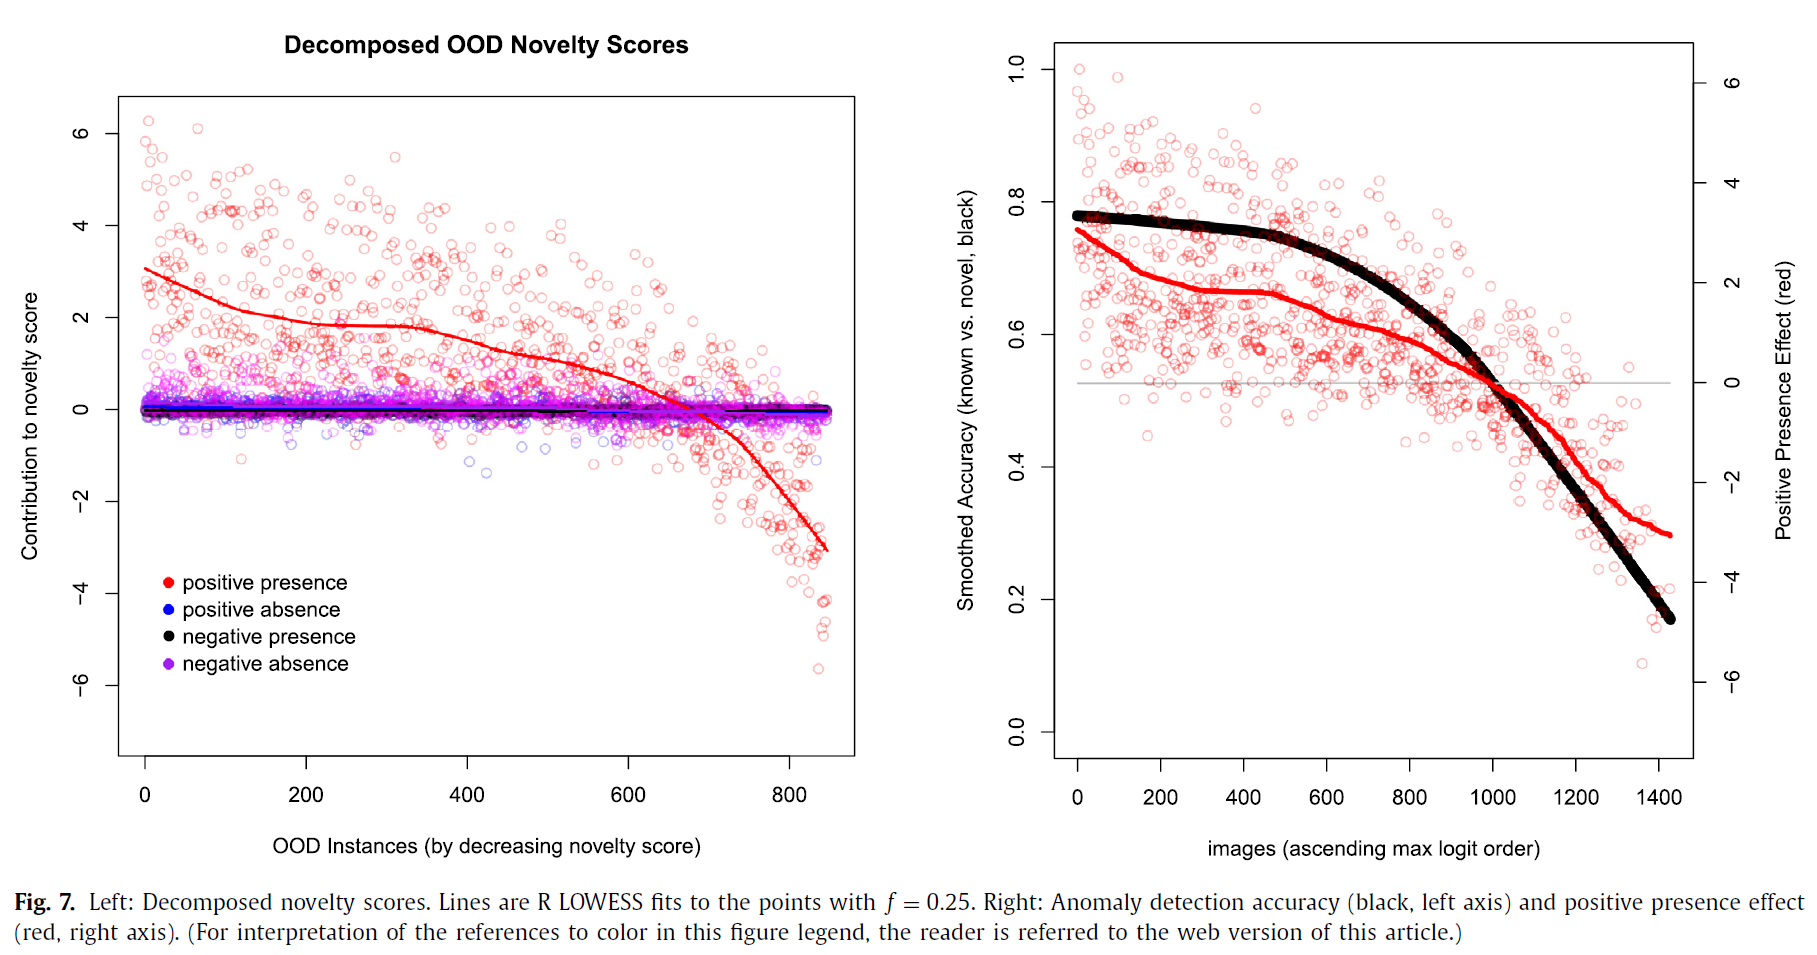 Decomposed OOD Novelty Scores
Contribution to novelty score
6
4
2
0
−2
−4
−6
positive presence
positive absence
negative presence
negative absence
0 200 400 600 800
OOD Instances (by decreasing novelty score)
Smoothed Accuracy (known vs. novel, black)
1.0
0.8
0.6
0.4
0.2
0.0
6
4
2
0
−2
−4
−6
Positive Presence Effect (red)
0 200 400 600 800 1000 1200 1400
images (ascending max logit order)
Fig. 7. Left: Decomposed novelty scores. Lines are R LOWESS fits to the points with f = 0.25. Right: Anomaly detection accuracy (black, left axis) and positive presence effect
(red, right axis). (For interpretation of the references to color in this figure legend, the reader is referred to the web version of this article.)